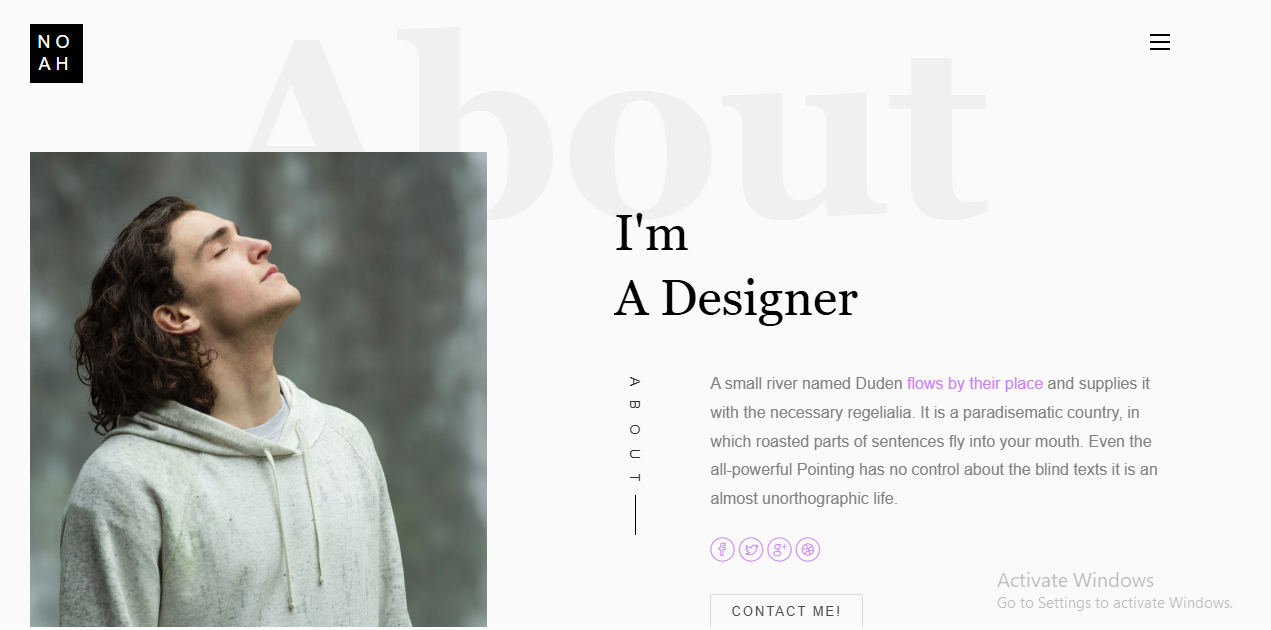 NO
AH
About
I'm
A Designer
ABOUT
A small river named Duden flows by their place and supplies it
with the necessary regelialia. It is a paradisematic country, in
which roasted parts of sentences fly into your mouth. Even the
all-powerful Pointing has no control about the blind texts it is an
almost unorthographic life.
CONTACT ME!
Activate Windows
Go to Settings to activate Windows.